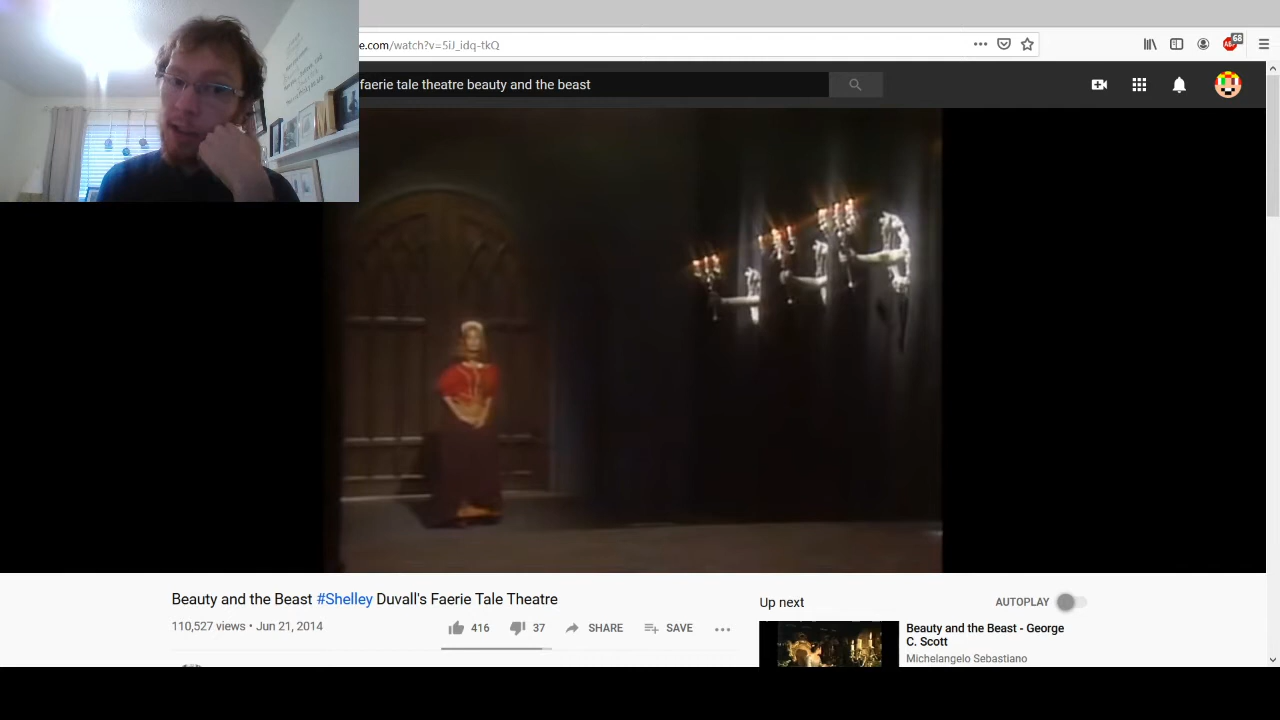 e.com/watch?v=5iJ_idq-tkQ
68
faerie tale theatre beauty and the beast
Beauty and the Beast #Shelley Duvall's Faerie Tale Theatre
110,527 views • Jun 21, 2014
416
37
SHARE
SAVE
Up next
AUTOPLAY
Beauty and the Beast - George
C. Scott
Michelangelo Sebastiano